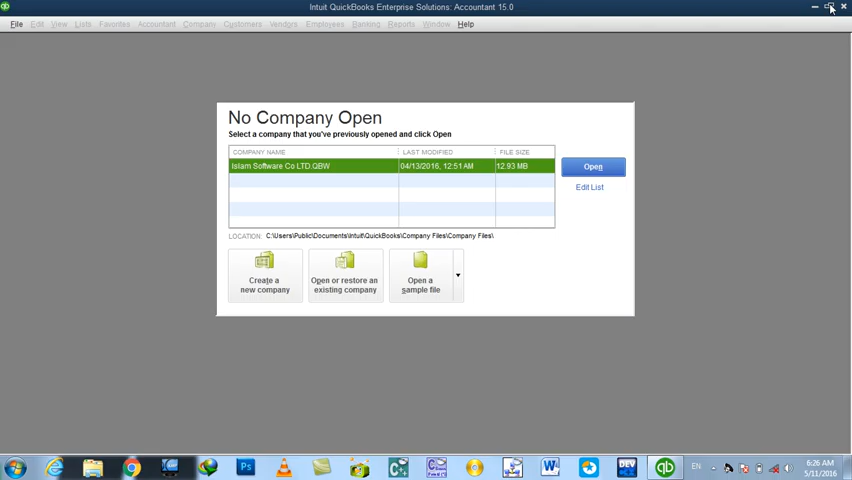 Intuit QuickBooks Enterprise Solutions: Accountant 15.0
File Edit View Lists Favorites Accountant Company Customers Vendors Employees Banking Reports Window Help
No Company Open
Select a company that you've previously opened and click Open
COMPANY NAME LAST MODIFIED FILE SIZE
Islam Software Co LTD.QBW 04/13/2016, 12:51 AM 12.93 MB
Open
Edit List
LOCATION: C:\Users\Public\Documents\Intuit\QuickBooks\Company Files\Company Files\
Create a new company
Open or restore an existing company
Open a sample file
qb
Ps
W
DEV
qb
EN
6:26 AM
5/11/2016